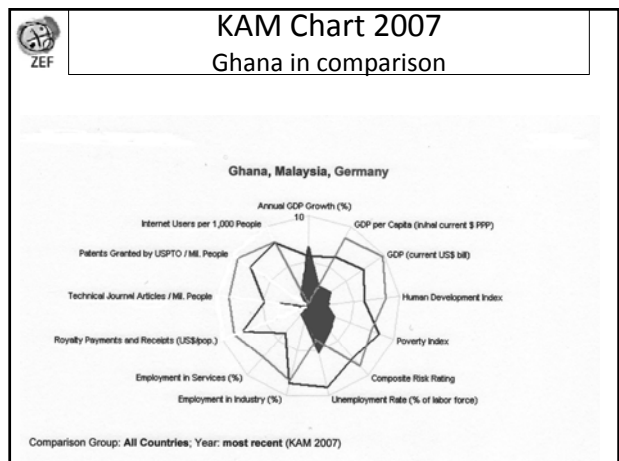 ZEF
KAM Chart 2007
Ghana in comparison
Ghana, Malaysia, Germany
Annual GDP Growth (%)
10
Internet Users per 1,000 People
GDP per Capita (in/hal current $ PPP)
Patents Granted by USPTO / Mil. People
GDP (current US$ bill)
Technical Journal Articles / Mil. People
Human Development Index
Royalty Payments and Receipts (US$/pop.)
Poverty Index
Employment in Services (%)
Composite Risk Rating
Employment in Industry (%)
Unemployment Rate (% of labor force)
Comparison Group: All Countries; Year: most recent (KAM 2007)